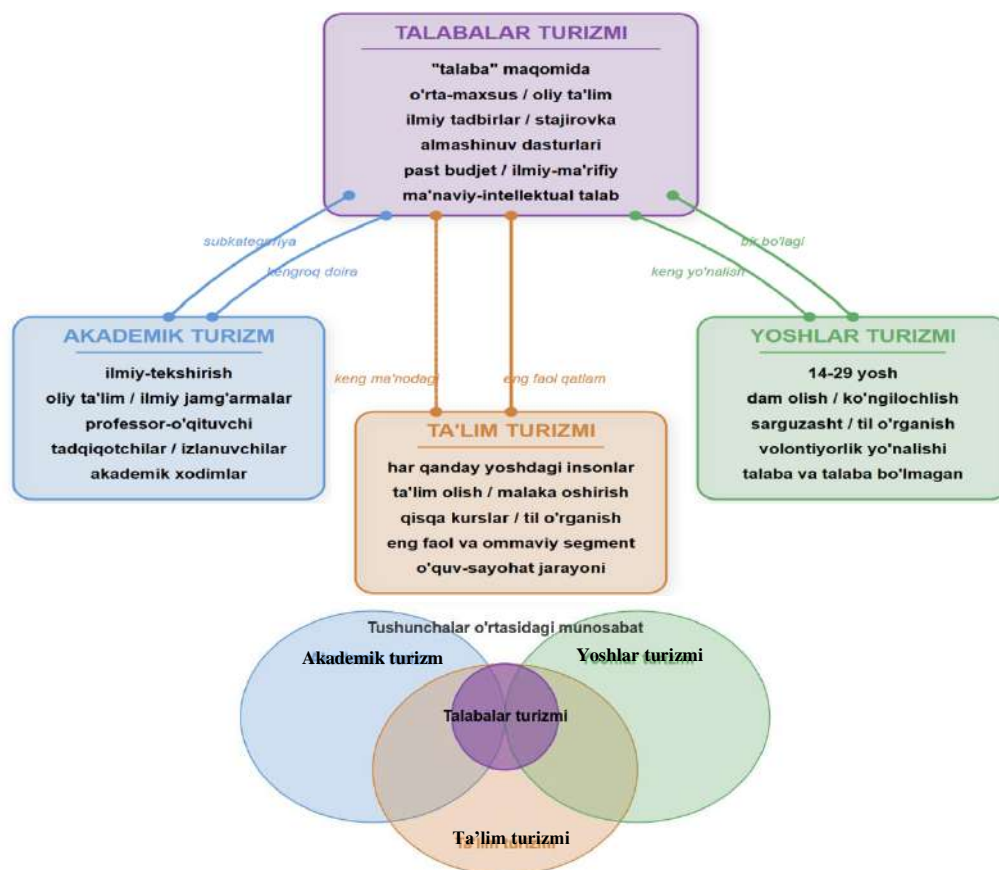 TALABALAR TURIZMI
"talaba" maqomida
o'rta-maxsus / oliy ta'lim
ilmiy tadbirlar / stajirovka
almashinuv dasturlari
past budjet / ilmiy-ma'rifiy
ma'naviy-intellektual talab
subkategoriya
kengroq doira
bir bo'lagi
keng yo'nalish
AKADEMIK TURIZM
ilmiy-tekshirish
oliy ta'lim / ilmiy jamg'armalar
professor-o'qituvchi
tadqiqotchilar / izlanuvchilar
akademik xodimlar
keng ma'nodagi
eng faol qatlam
TA'LIM TURIZMI
har qanday yoshdagi insonlar
ta'lim olish / malaka oshirish
qisqa kurslar / til o'rganish
eng faol va ommaviy segment
o'quv-sayohat jarayoni
YOSHLAR TURIZMI
14-29 yosh
dam olish / ko'ngilochlish
sarguzasht / til o'rganish
volontiyorlik yo'nalishi
talaba va talaba bo'lmagan
Tushunchalar o'rtasidagi munosabat
Akademik turizm
Yoshlar turizmi
Talabalar turizmi
Ta'lim turizmi